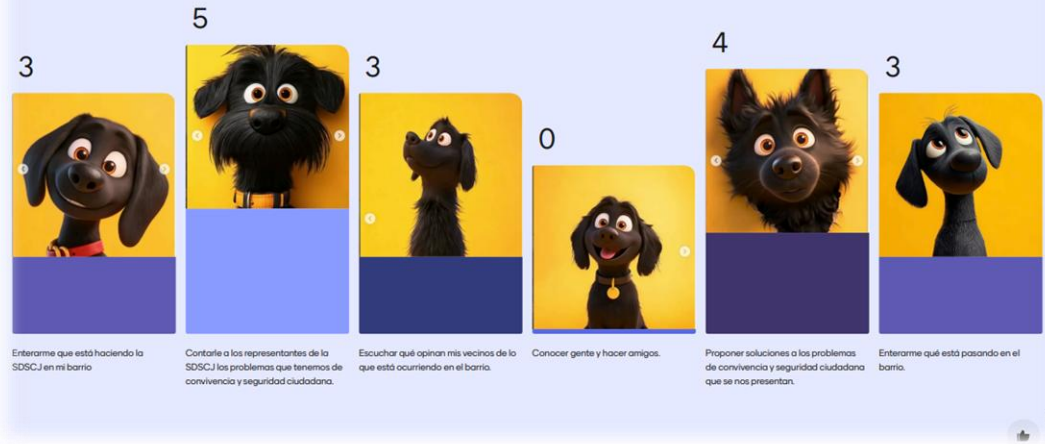 3
Enterarme que está haciendo la
SDSCJ en mi barrio
5
Contarle a los representantes de la
SDSCJ los problemas que tenemos de
convivencia y seguridad ciudadana.
3
Escuchar qué opinan mis vecinos de lo
que está ocurriendo en el barrio.
0
Conocer gente y hacer amigos.
4
Proponer soluciones a los problemas
de convivencia y seguridad ciudadana
que se nos presentan.
3
Enterarme qué está pasando en el
barrio.